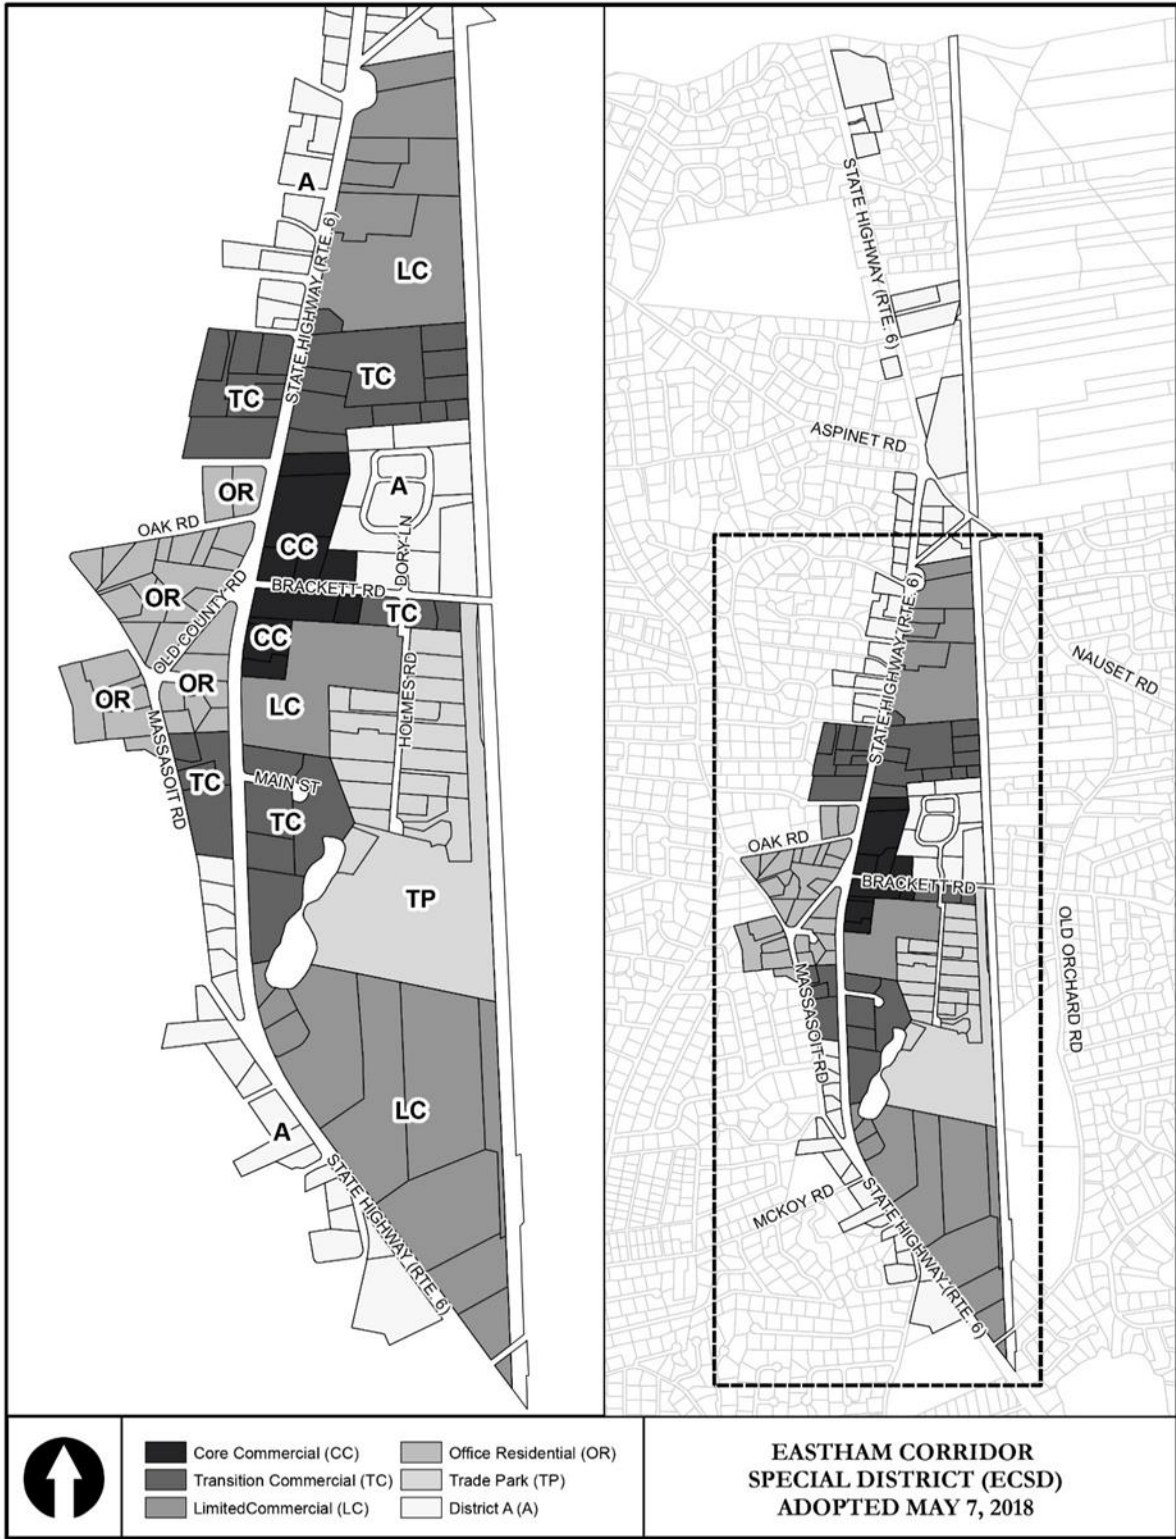 A
STATE HIGHWAY (RTE. 6)
LC
TC
TC
OR
A
OAK RD
CC
DORY LN
BRACKETT RD
OR
TC
OLD COUNTY RD
CC
OR
OR
HOLMES RD
LC
MASSASOIT RD
TC
MAIN ST
TC
TP
LC
A
STATE HIGHWAY (RTE. 6)
STATE HIGHWAY (RTE. 6)
ASPINET RD
STATE HIGHWAY (RTE. 6)
NAUSET RD
OAK RD
BRACKETT RD
OLD ORCHARD RD
MASSASOIT RD
MCKOY RD
STATE HIGHWAY (RTE. 6)
Core Commercial (CC)
Transition Commercial (TC)
LimitedCommercial (LC)
Office Residential (OR)
Trade Park (TP)
District A (A)
EASTHAM CORRIDOR
SPECIAL DISTRICT (ECSD)
ADOPTED MAY 7, 2018